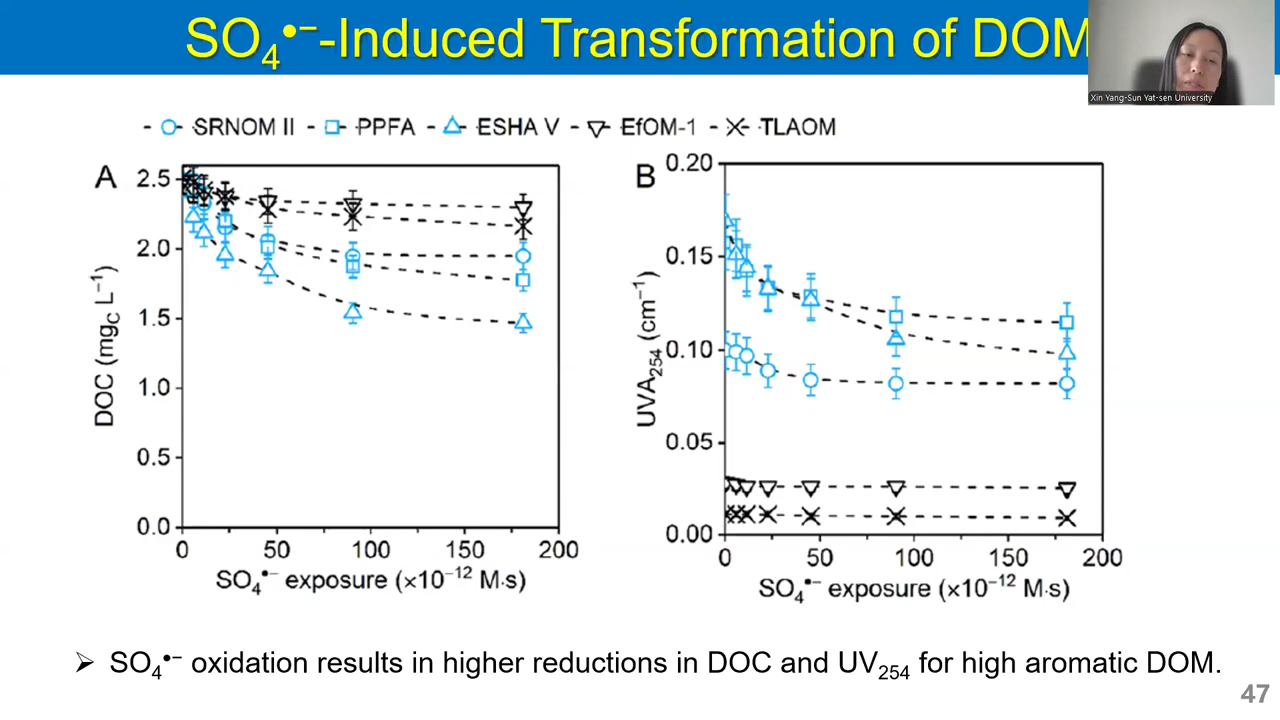 SO₄•⁻-Induced Transformation of DOM
Xin Yang-Sun Yat-sen University
SRNOM II PPFA ESHA V EfOM-1 TLAOM
A
2.5
2.0
1.5
1.0
0.5
0.0
DOC (mg_C L⁻¹)
0 50 100 150 200
SO₄•⁻ exposure (×10⁻¹² M·s)
B
0.20
0.15
0.10
0.05
0.00
UVA₂₅₄ (cm⁻¹)
0 50 100 150 200
SO₄•⁻ exposure (×10⁻¹² M·s)
➢ SO₄•⁻ oxidation results in higher reductions in DOC and UV₂₅₄ for high aromatic DOM.
47